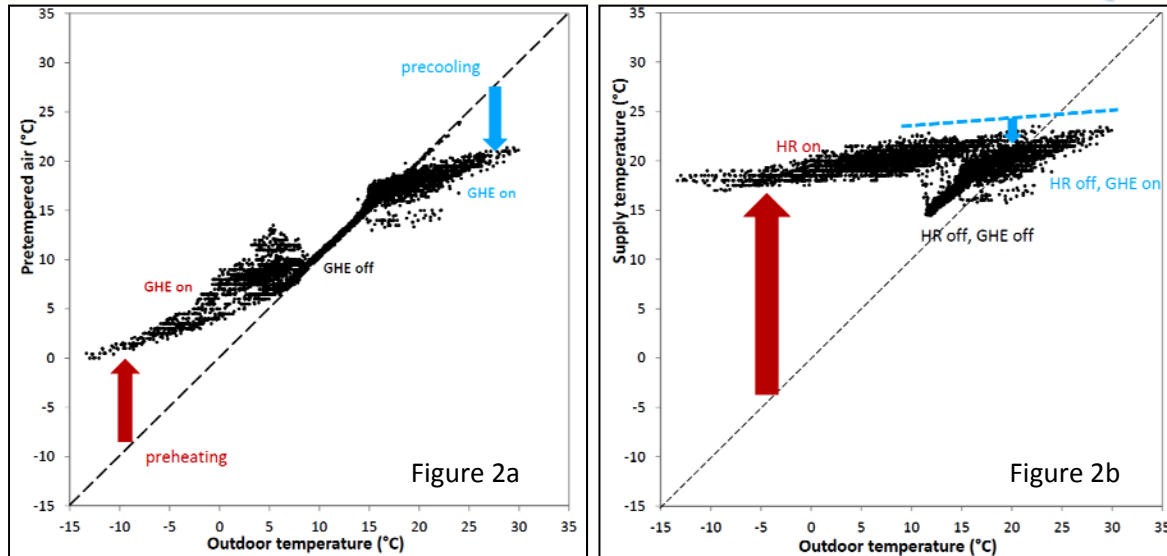 35
30
25
20
15
10
5
0
-5
-10
-15
Pretempered air (°C)
precooling
GHE on
GHE off
GHE on
preheating
Figure 2a
-15 -10 -5 0 5 10 15 20 25 30 35
Outdoor temperature (°C)
35
30
25
20
15
10
5
0
-5
-10
-15
Supply temperature (°C)
HR on
HR off, GHE on
HR off, GHE off
Figure 2b
-15 -10 -5 0 5 10 15 20 25 30 35
Outdoor temperature (°C)